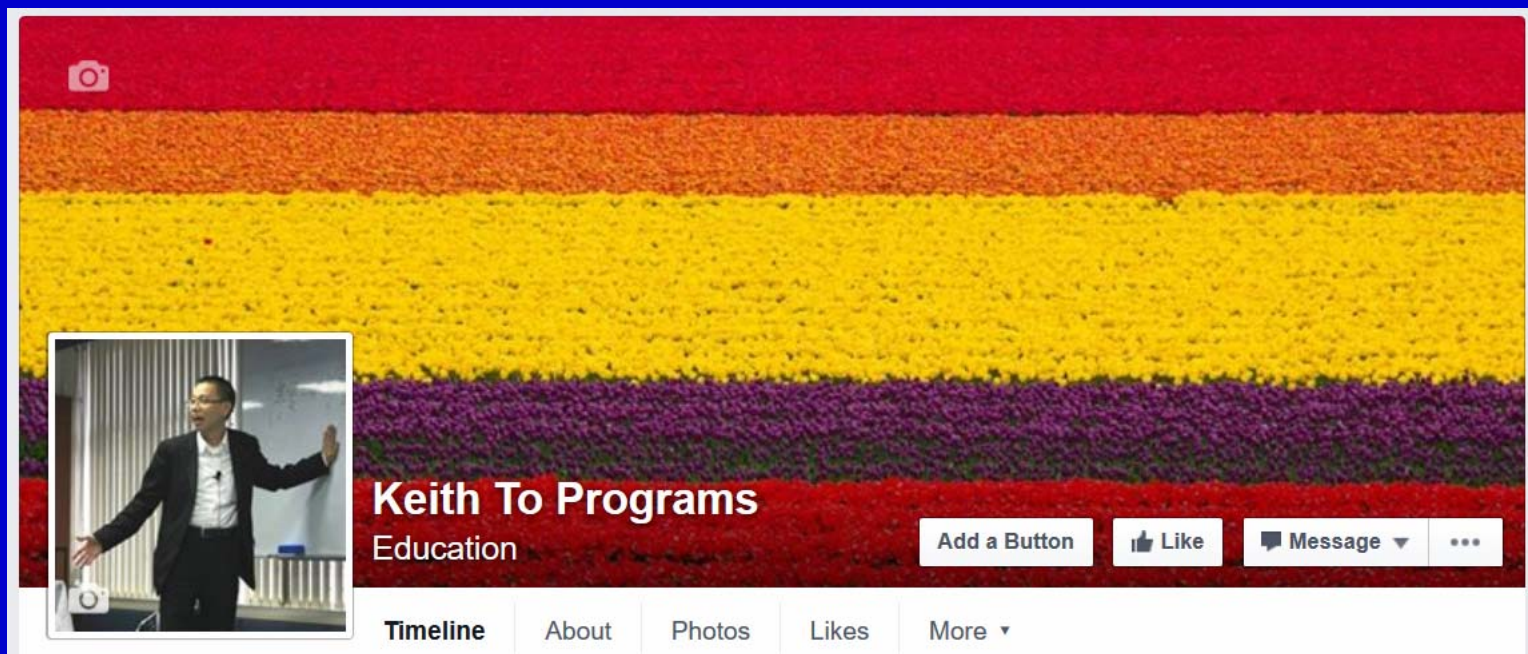 Keith To Programs
Education
Add a Button
Like
Message
Timeline
About
Photos
Likes
More